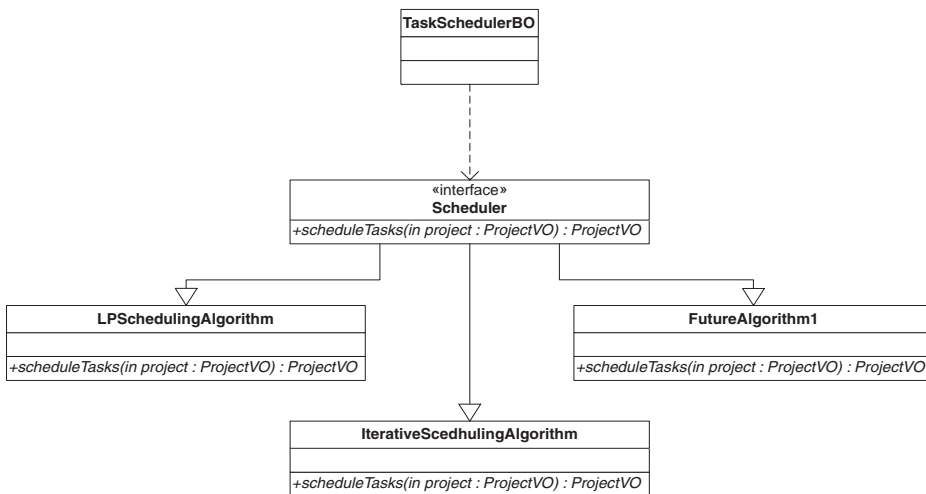 TaskSchedulerBO
«interface»
Scheduler
+scheduleTasks(in project : ProjectVO) : ProjectVO
LPSchedulingAlgorithm
+scheduleTasks(in project : ProjectVO) : ProjectVO
FutureAlgorithm1
+scheduleTasks(in project : ProjectVO) : ProjectVO
IterativeScedhulingAlgorithm
+scheduleTasks(in project : ProjectVO) : ProjectVO